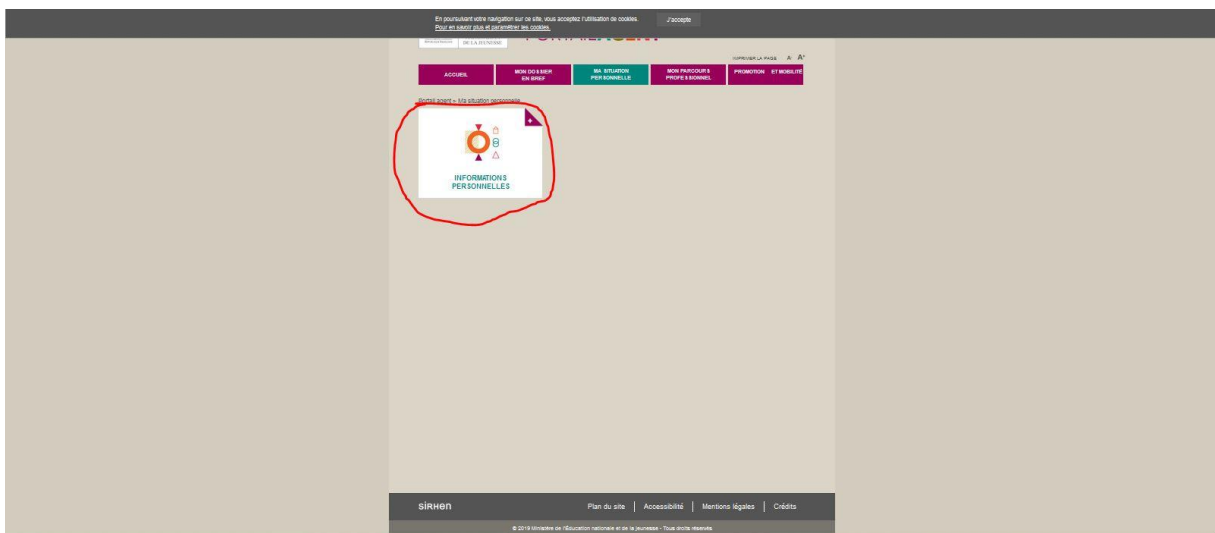 En poursuivant votre navigation sur ce site, vous acceptez l'utilisation de cookies.
J'accepte
Pour en savoir plus et paramétrer les cookies.
DE LA JEUNESSE
IMPRIMER LA PAGE A- A+
ACCUEIL
MON DOSSIER
EN BREF
MA SITUATION
PERSONNELLE
MON PARCOURS
PROFESSIONNEL
PROMOTION ET MOBILITÉ
Portail agent » Ma situation personnelle
INFORMATIONS
PERSONNELLES
SIRHEN
Plan du site | Accessibilité | Mentions légales | Crédits
© 2019 Ministère de l'Éducation nationale et de la jeunesse - Tous droits réservés